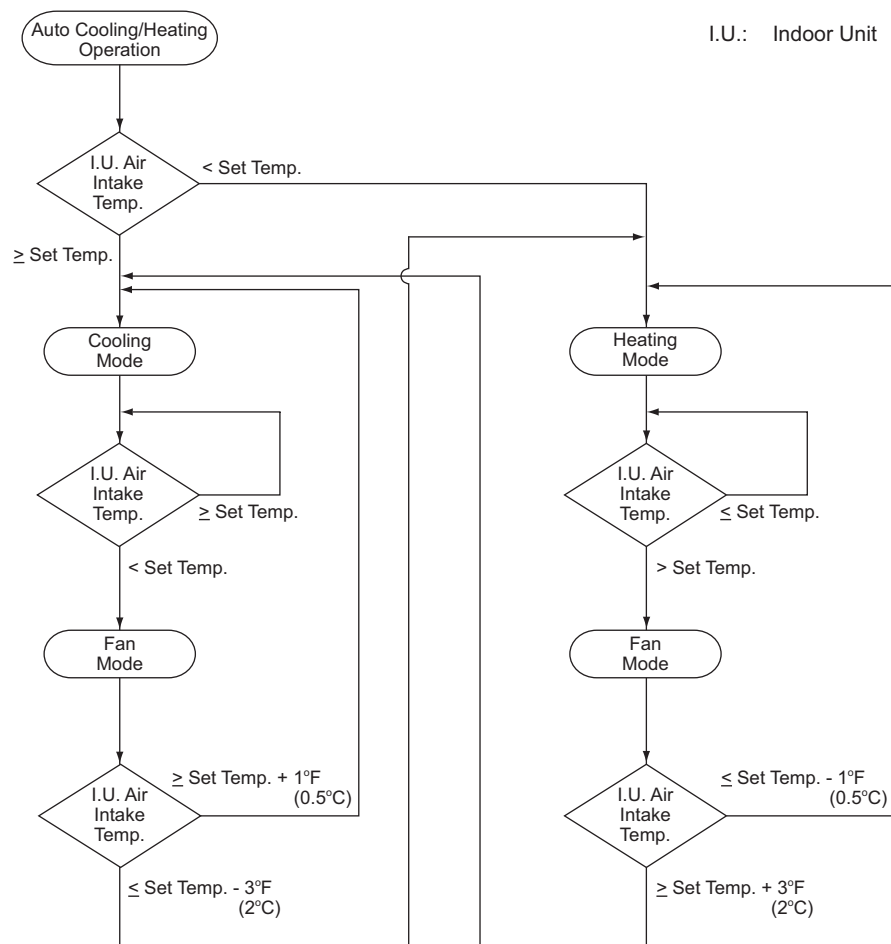 Auto Cooling/Heating
Operation
I.U.: Indoor Unit
I.U. Air
Intake
Temp.
< Set Temp.
≥ Set Temp.
Cooling
Mode
Heating
Mode
I.U. Air
Intake
Temp.
≥ Set Temp.
I.U. Air
Intake
Temp.
≤ Set Temp.
< Set Temp.
> Set Temp.
Fan
Mode
Fan
Mode
≥ Set Temp. + 1°F
(0.5°C)
I.U. Air
Intake
Temp.
≤ Set Temp. - 1°F
(0.5°C)
I.U. Air
Intake
Temp.
≤ Set Temp. - 3°F
(2°C)
≥ Set Temp. + 3°F
(2°C)